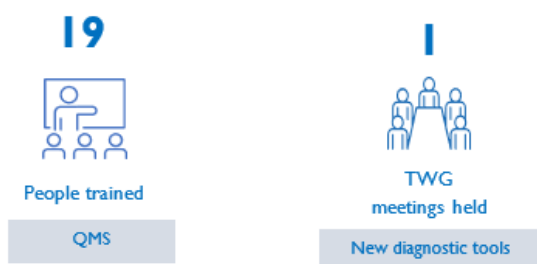 19
People trained
QMS
1
TWG
meetings held
New diagnostic tools